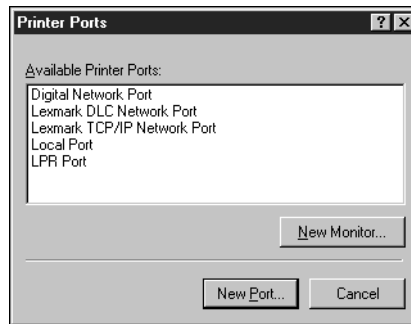 Printer Ports
Available Printer Ports:
Digital Network Port
Lexmark DLC Network Port
Lexmark TCP/IP Network Port
Local Port
LPR Port
New Monitor...
New Port...
Cancel